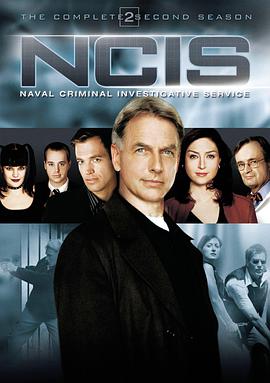 THE COMPLETE 2 SECOND SEASON
NCIS
NAVAL CRIMINAL INVESTIGATIVE SERVICE